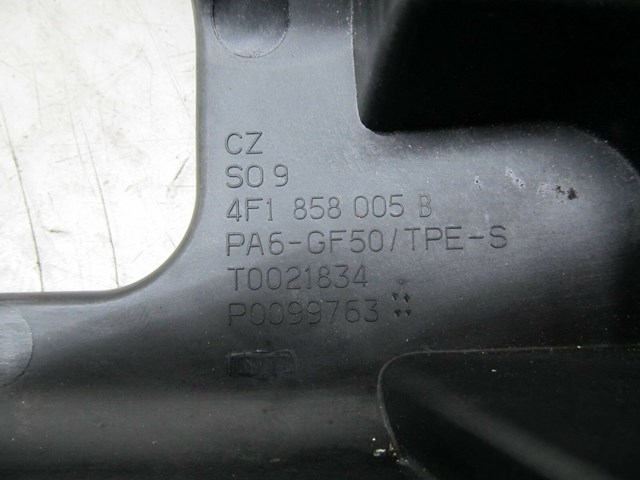 CZ
SO 9
4F1 858 005 B
PA6-GF50/TPE-S
T0021834
P0099763